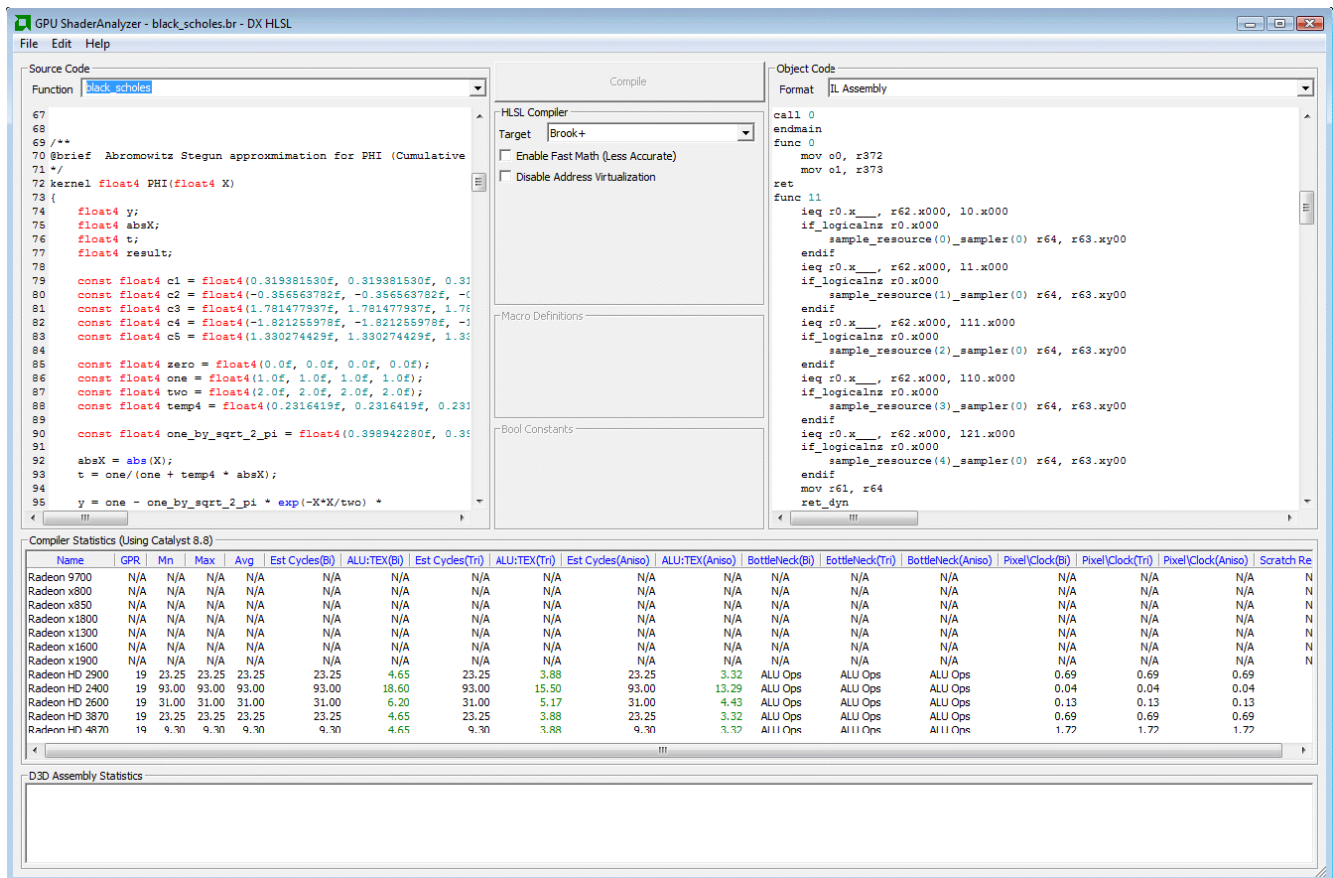 GPU ShaderAnalyzer - black_scholes.br - DX HLSL
File Edit Help
Source Code
Function black_scholes
67
68
69 /**
70 @brief Abromowitz Stegun approxmimation for PHI (Cumulative
71 */
72 kernel float4 PHI(float4 X)
73 {
74 float4 y;
75 float4 absX;
76 float4 t;
77 float4 result;
78
79 const float4 c1 = float4(0.319381530f, 0.319381530f, 0.31
80 const float4 c2 = float4(-0.356563782f, -0.356563782f, -0
81 const float4 c3 = float4(1.781477937f, 1.781477937f, 1.78
82 const float4 c4 = float4(-1.821255978f, -1.821255978f, -1
83 const float4 c5 = float4(1.330274429f, 1.330274429f, 1.33
84
85 const float4 zero = float4(0.0f, 0.0f, 0.0f, 0.0f);
86 const float4 one = float4(1.0f, 1.0f, 1.0f, 1.0f);
87 const float4 two = float4(2.0f, 2.0f, 2.0f, 2.0f);
88 const float4 temp4 = float4(0.2316419f, 0.2316419f, 0.231
89
90 const float4 one_by_sqrt_2_pi = float4(0.398942280f, 0.39
91
92 absX = abs(X);
93 t = one/(one + temp4 * absX);
94
95 y = one - one_by_sqrt_2_pi * exp(-X*X/two) *
Compile
HLSL Compiler
Target Brook+
Enable Fast Math (Less Accurate)
Disable Address Virtualization
Macro Definitions
Bool Constants
Object Code
Format IL Assembly
call 0
endmain
func 0
mov o0, r372
mov o1, r373
ret
func 11
ieq r0.x___, r62.x000, l0.x000
if_logicalnz r0.x000
sample_resource(0)_sampler(0) r64, r63.xy00
endif
ieq r0.x___, r62.x000, l1.x000
if_logicalnz r0.x000
sample_resource(1)_sampler(0) r64, r63.xy00
endif
ieq r0.x___, r62.x000, l11.x000
if_logicalnz r0.x000
sample_resource(2)_sampler(0) r64, r63.xy00
endif
ieq r0.x___, r62.x000, l10.x000
if_logicalnz r0.x000
sample_resource(3)_sampler(0) r64, r63.xy00
endif
ieq r0.x___, r62.x000, l21.x000
if_logicalnz r0.x000
sample_resource(4)_sampler(0) r64, r63.xy00
endif
mov r61, r64
ret_dyn
Compiler Statistics (Using Catalyst 8.8)
Name GPR Mn Max Avg Est Cycles(Bi) ALU:TEX(Bi) Est Cycles(Tri) ALU:TEX(Tri) Est Cycles(Aniso) ALU:TEX(Aniso) BottleNeck(Bi) BottleNeck(Tri) BottleNeck(Aniso) Pixel\Clock(Bi) Pixel\Clock(Tri) Pixel\Clock(Aniso) Scratch Re
Radeon 9700 N/A N/A N/A N/A N/A N/A N/A N/A N/A N/A N/A N/A N/A N/A N/A N/A N
Radeon x800 N/A N/A N/A N/A N/A N/A N/A N/A N/A N/A N/A N/A N/A N/A N/A N/A N
Radeon x850 N/A N/A N/A N/A N/A N/A N/A N/A N/A N/A N/A N/A N/A N/A N/A N/A N
Radeon x1800 N/A N/A N/A N/A N/A N/A N/A N/A N/A N/A N/A N/A N/A N/A N/A N/A N
Radeon x1300 N/A N/A N/A N/A N/A N/A N/A N/A N/A N/A N/A N/A N/A N/A N/A N/A N
Radeon x1600 N/A N/A N/A N/A N/A N/A N/A N/A N/A N/A N/A N/A N/A N/A N/A N/A N
Radeon x1900 N/A N/A N/A N/A N/A N/A N/A N/A N/A N/A N/A N/A N/A N/A N/A N/A N
Radeon HD 2900 19 23.25 23.25 23.25 23.25 4.65 23.25 3.88 23.25 3.32 ALU Ops ALU Ops ALU Ops 0.69 0.69 0.69
Radeon HD 2400 19 93.00 93.00 93.00 93.00 18.60 93.00 15.50 93.00 13.29 ALU Ops ALU Ops ALU Ops 0.04 0.04 0.04
Radeon HD 2600 19 31.00 31.00 31.00 31.00 6.20 31.00 5.17 31.00 4.43 ALU Ops ALU Ops ALU Ops 0.13 0.13 0.13
Radeon HD 3870 19 23.25 23.25 23.25 23.25 4.65 23.25 3.88 23.25 3.32 ALU Ops ALU Ops ALU Ops 0.69 0.69 0.69
Radeon HD 4870 19 9.30 9.30 9.30 9.30 4.65 9.30 3.88 9.30 3.32 ALU Ops ALU Ops ALU Ops 1.72 1.72 1.72
D3D Assembly Statistics